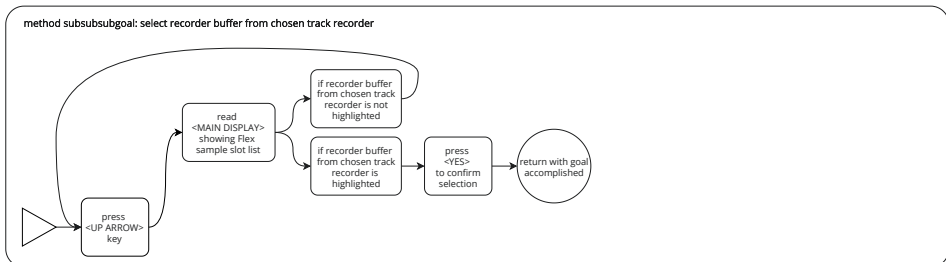 method subsubsubgoal: select recorder buffer from chosen track recorder
if recorder buffer
from chosen track
recorder is not
highlighted
read
<MAIN DISPLAY>
showing Flex
sample slot list
if recorder buffer
from chosen track
recorder is
highlighted
press
<YES>
to confirm
selection
return with goal
accomplished
press
<UP ARROW>
key